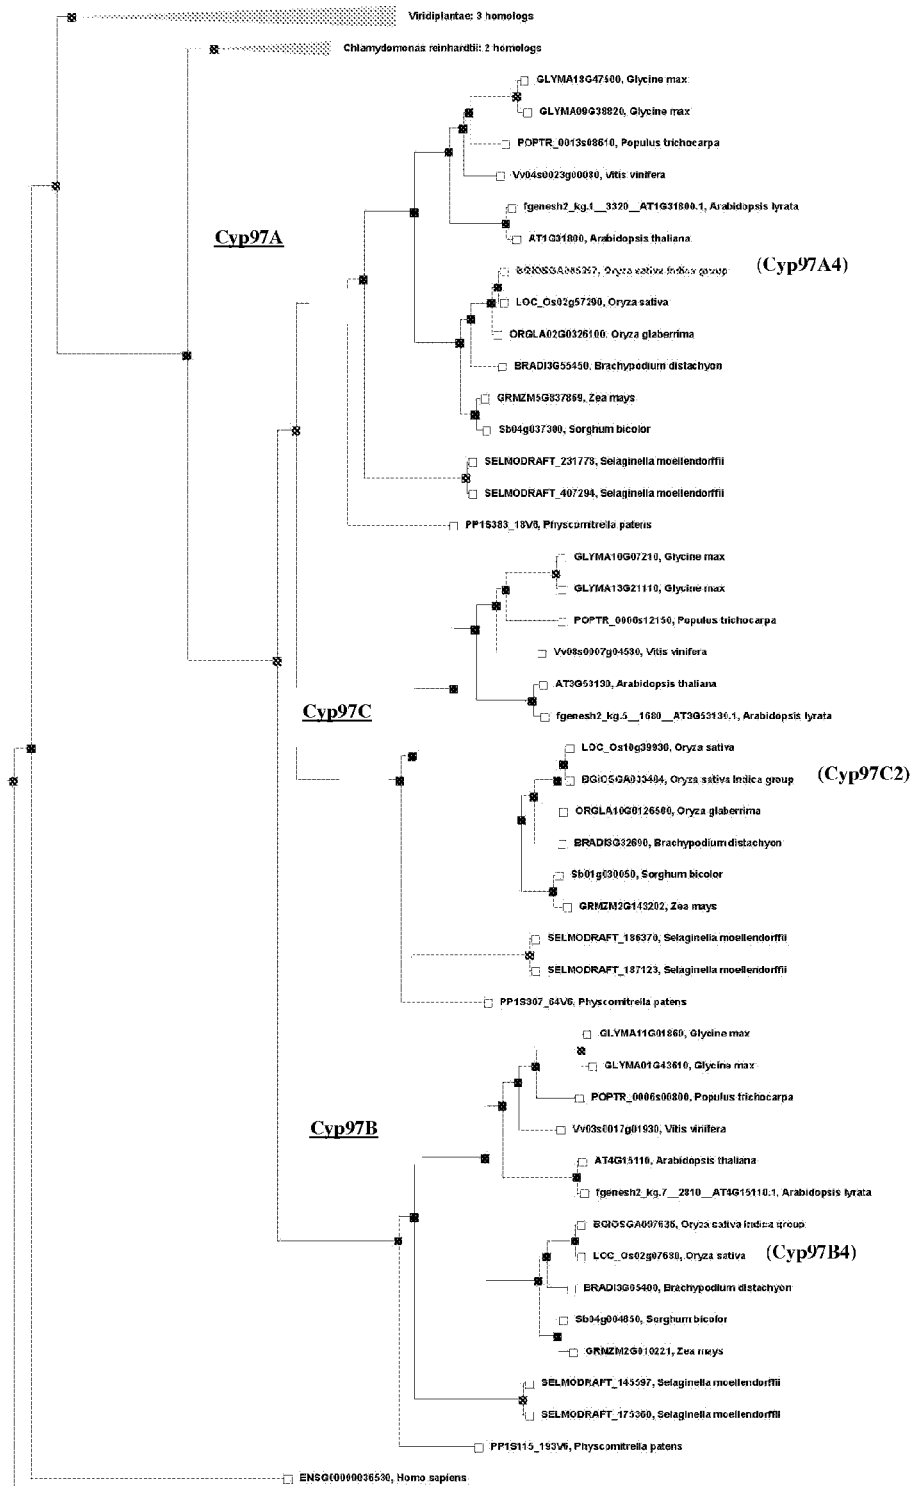 Viridiplantae: 3 homologs
Chlamydomonas reinhardtii: 2 homologs
GLYMA18G47500, Glycine max
GLYMA09G38820, Glycine max
POPTR_0013s08610, Populus trichocarpa
Vv04s0023g00080, Vitis vinifera
fgenesh2_kg.1__3320__AT1G31800.1, Arabidopsis lyrata
Cyp97A
AT1G31800, Arabidopsis thaliana
(Cyp97A4)
Oryza sativa Indica group
LOC_Os02g57290, Oryza sativa
ORGLA02G0326100, Oryza glaberrima
BRADI3G55450, Brachypodium distachyon
GRMZM5G837869, Zea mays
Sb04g037300, Sorghum bicolor
SELMODRAFT_231778, Selaginella moellendorffii
SELMODRAFT_407294, Selaginella moellendorffii
PP1S383_18V6, Physcomitrella patens
GLYMA10G07210, Glycine max
GLYMA13G21110, Glycine max
POPTR_0006s12150, Populus trichocarpa
Vv08s0007g04530, Vitis vinifera
AT3G53130, Arabidopsis thaliana
Cyp97C
fgenesh2_kg.5__1680__AT3G53130.1, Arabidopsis lyrata
LOC_Os10g39930, Oryza sativa
(Cyp97C2)
BGIOSGA033404, Oryza sativa Indica group
ORGLA10G0126500, Oryza glaberrima
BRADI3G32690, Brachypodium distachyon
Sb01g030050, Sorghum bicolor
GRMZM2G143202, Zea mays
SELMODRAFT_186370, Selaginella moellendorffii
SELMODRAFT_187123, Selaginella moellendorffii
PP1S307_64V6, Physcomitrella patens
GLYMA11G01860, Glycine max
GLYMA01G43610, Glycine max
POPTR_0006s00800, Populus trichocarpa
Cyp97B
Vv03s0017g01930, Vitis vinifera
AT4G15110, Arabidopsis thaliana
fgenesh2_kg.7__2810__AT4G15110.1, Arabidopsis lyrata
BGIOSGA007635, Oryza sativa Indica group
LOC_Os02g07680, Oryza sativa
(Cyp97B4)
BRADI3G05400, Brachypodium distachyon
Sb04g004850, Sorghum bicolor
GRMZM2G010221, Zea mays
SELMODRAFT_145597, Selaginella moellendorffii
SELMODRAFT_175360, Selaginella moellendorffii
PP1S115_193V6, Physcomitrella patens
ENSG00000036530, Homo sapiens